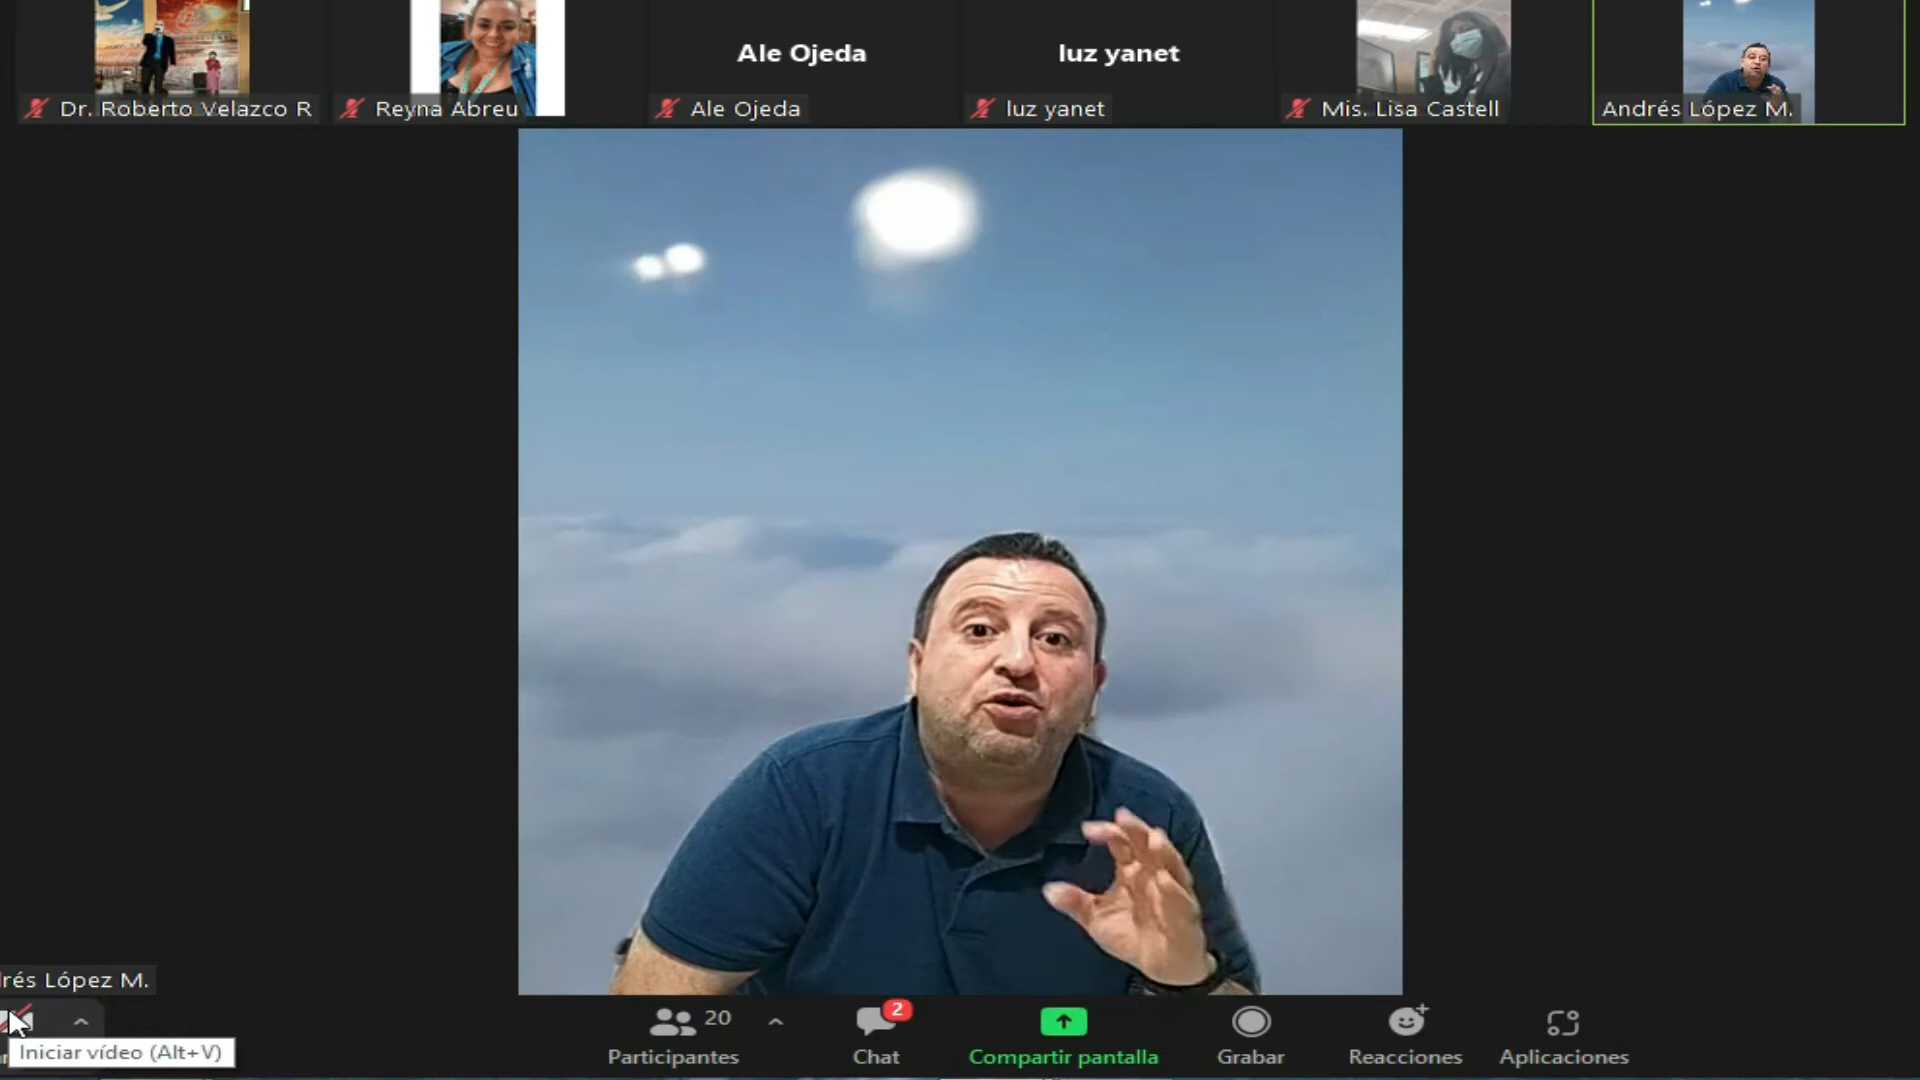 Ale Ojeda
luz yanet
Dr. Roberto Velazco R
Reyna Abreu
Ale Ojeda
luz yanet
Mis. Lisa Castell
Andrés López M.
rés López M.
Iniciar vídeo (Alt+V)
20
2
Participantes
Chat
Compartir pantalla
Grabar
Reacciones
Aplicaciones